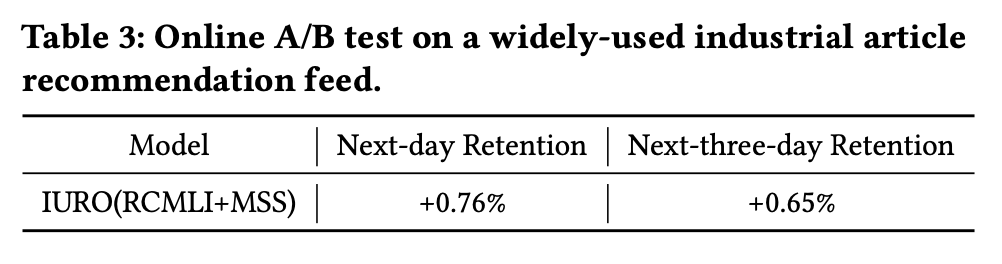 Table 3: Online A/B test on a widely-used industrial article
recommendation feed.
Model Next-day Retention Next-three-day Retention
IURO(RCMLI+MSS) +0.76% +0.65%